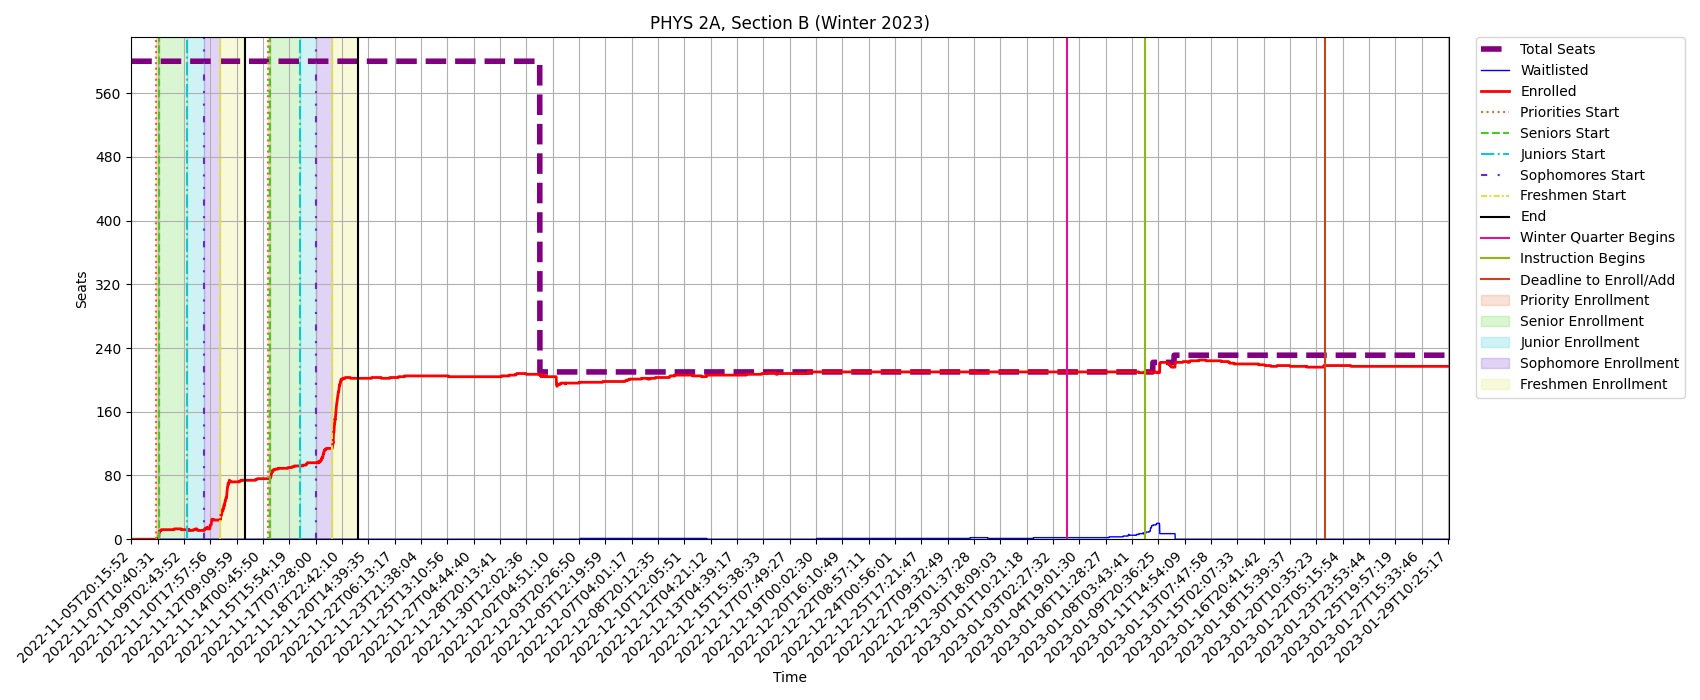 PHYS 2A, Section B (Winter 2023)
Seats
560
480
400
320
240
160
80
0
2022-11-05T20:15:52
2022-11-07T10:40:31
2022-11-09T02:43:52
2022-11-10T17:57:56
2022-11-12T09:09:59
2022-11-14T00:45:50
2022-11-15T15:54:19
2022-11-17T07:28:00
2022-11-18T22:42:10
2022-11-20T14:39:35
2022-11-22T06:13:17
2022-11-23T21:38:04
2022-11-25T13:10:56
2022-11-27T04:44:40
2022-11-28T20:13:41
2022-11-30T12:02:36
2022-12-02T04:51:10
2022-12-03T20:26:50
2022-12-05T12:19:59
2022-12-07T04:01:17
2022-12-08T20:12:35
2022-12-10T12:05:51
2022-12-12T04:21:12
2022-12-13T04:39:17
2022-12-15T15:38:33
2022-12-17T07:49:27
2022-12-19T00:02:30
2022-12-20T16:10:49
2022-12-22T08:57:11
2022-12-24T00:56:01
2022-12-25T17:21:47
2022-12-27T09:32:49
2022-12-29T01:37:28
2022-12-30T18:09:03
2023-01-01T10:21:18
2023-01-03T02:27:32
2023-01-04T19:01:30
2023-01-06T11:28:27
2023-01-08T03:43:41
2023-01-09T20:36:25
2023-01-11T14:54:09
2023-01-13T07:47:58
2023-01-15T02:07:33
2023-01-16T20:41:42
2023-01-18T15:39:37
2023-01-20T10:35:23
2023-01-22T05:15:54
2023-01-23T23:53:44
2023-01-25T19:57:19
2023-01-27T15:33:46
2023-01-29T10:25:17
Time
Total Seats
Waitlisted
Enrolled
Priorities Start
Seniors Start
Juniors Start
Sophomores Start
Freshmen Start
End
Winter Quarter Begins
Instruction Begins
Deadline to Enroll/Add
Priority Enrollment
Senior Enrollment
Junior Enrollment
Sophomore Enrollment
Freshmen Enrollment